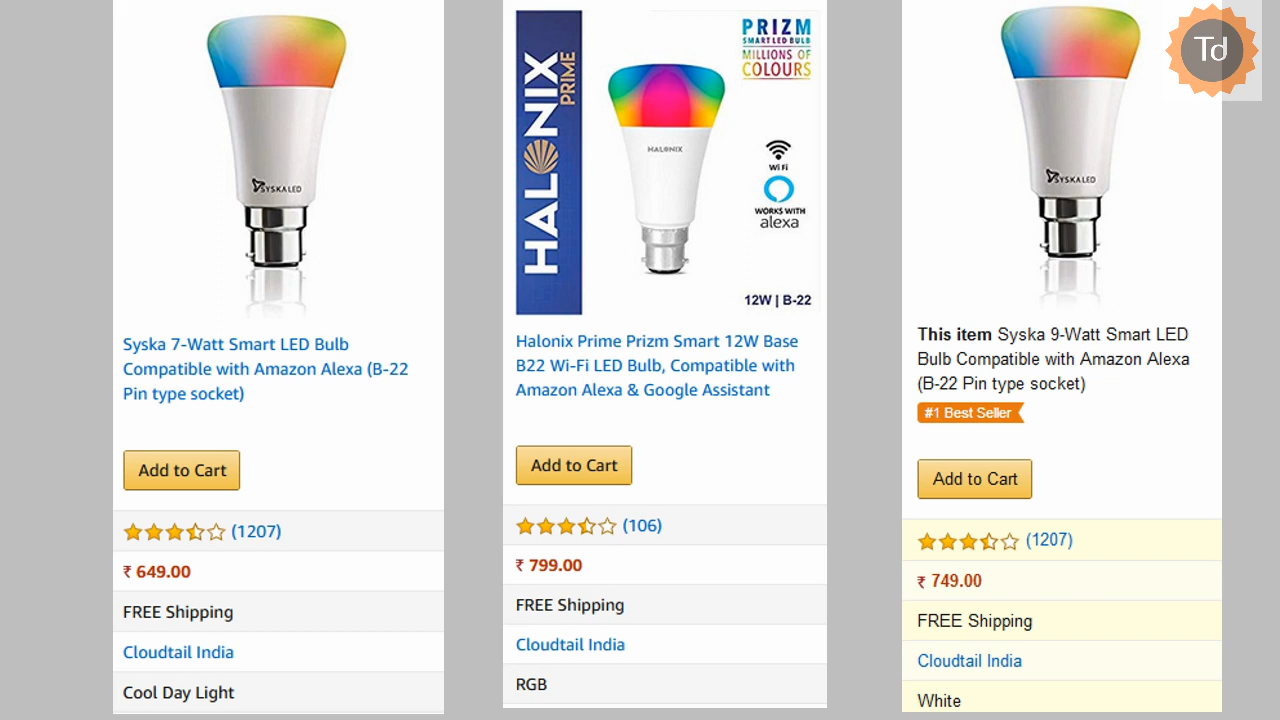 SYSKA LED
Syska 7-Watt Smart LED Bulb
Compatible with Amazon Alexa (B-22
Pin type socket)
Add to Cart
(1207)
₹ 649.00
FREE Shipping
Cloudtail India
Cool Day Light
HALONIX
PRIME
PRIZM
SMART LED BULB
MILLIONS OF
COLOURS
HALONIX
Wi Fi
WORKS WITH
alexa
12W | B-22
Halonix Prime Prizm Smart 12W Base
B22 Wi-Fi LED Bulb, Compatible with
Amazon Alexa & Google Assistant
Add to Cart
(106)
₹ 799.00
FREE Shipping
Cloudtail India
RGB
Td
SYSKA LED
This item Syska 9-Watt Smart LED
Bulb Compatible with Amazon Alexa
(B-22 Pin type socket)
#1 Best Seller
Add to Cart
(1207)
₹ 749.00
FREE Shipping
Cloudtail India
White